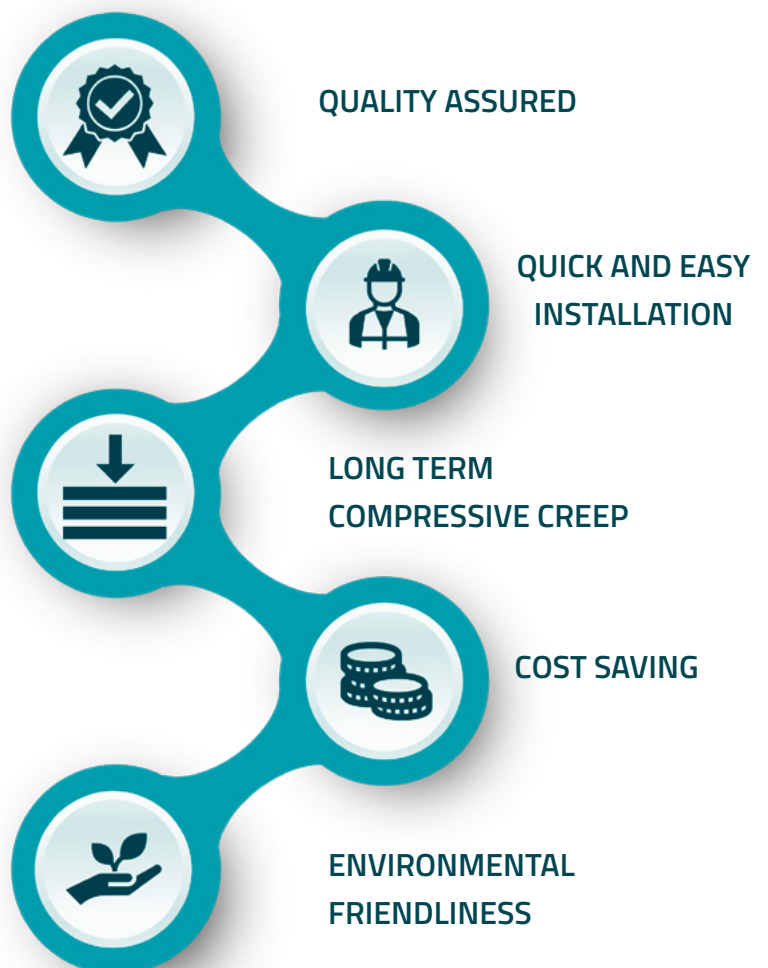 QUALITY ASSURED
QUICK AND EASY
INSTALLATION
LONG TERM
COMPRESSIVE CREEP
COST SAVING
ENVIRONMENTAL
FRIENDLINESS